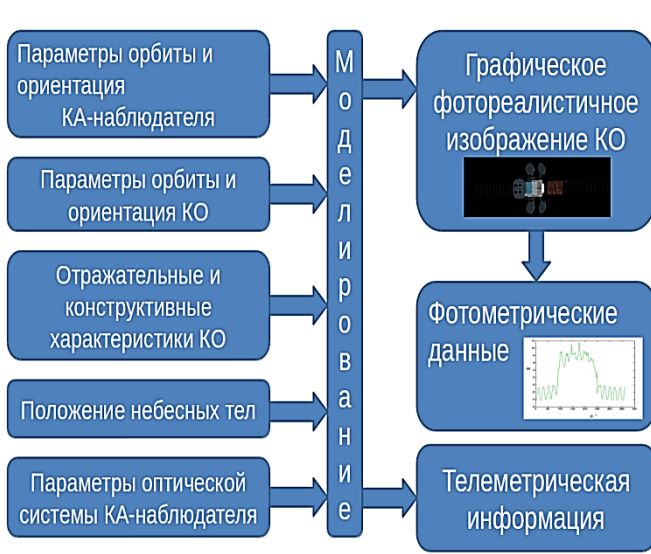 Параметры орбиты и
ориентация
КА-наблюдателя
Параметры орбиты и
ориентация КО
Отражательные и
конструктивные
характеристики КО
Положение небесных тел
Параметры оптической
системы КА-наблюдателя
Моделирование
Графическое
фотореалистичное
изображение КО
Фотометрические
данные
Телеметрическая
информация